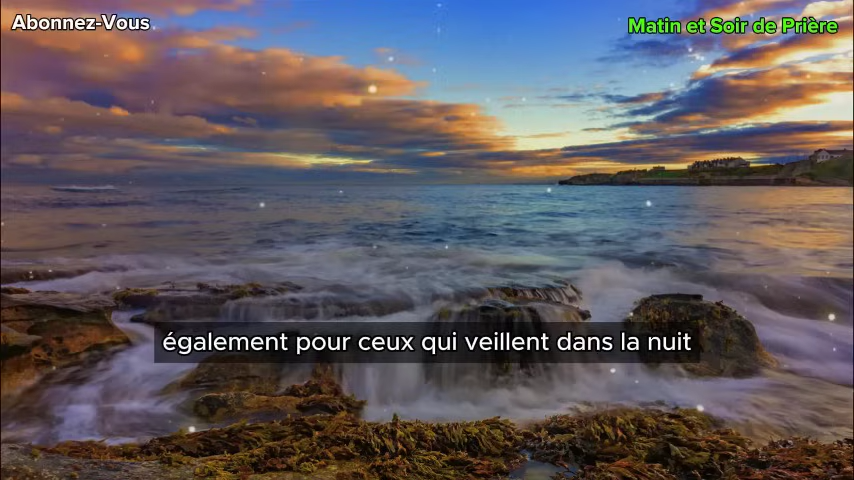 Abonnez-Vous
Matin et Soir de Prière
également pour ceux qui veillent dans la nuit